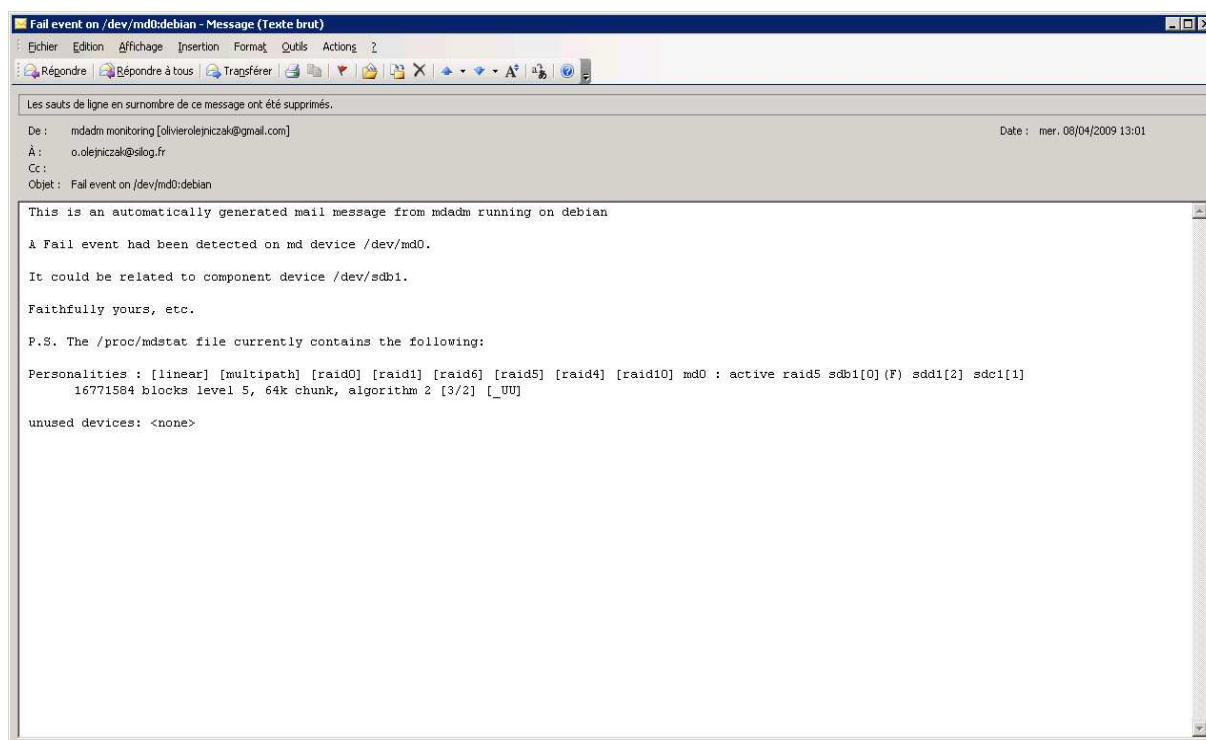 Fail event on /dev/md0:debian - Message (Texte brut)
Fichier Edition Affichage Insertion Format Outils Actions ?
Répondre Répondre à tous Transférer
Les sauts de ligne en surnombre de ce message ont été supprimés.
De : mdadm monitoring [olivierolejniczak@gmail.com] Date : mer. 08/04/2009 13:01
À : o.olejniczak@silog.fr
Cc :
Objet : Fail event on /dev/md0:debian
This is an automatically generated mail message from mdadm running on debian
A Fail event had been detected on md device /dev/md0.
It could be related to component device /dev/sdb1.
Faithfully yours, etc.
P.S. The /proc/mdstat file currently contains the following:
Personalities : [linear] [multipath] [raid0] [raid1] [raid6] [raid5] [raid4] [raid10] md0 : active raid5 sdb1[0](F) sdd1[2] sdc1[1]
16771584 blocks level 5, 64k chunk, algorithm 2 [3/2] [_UU]
unused devices: <none>